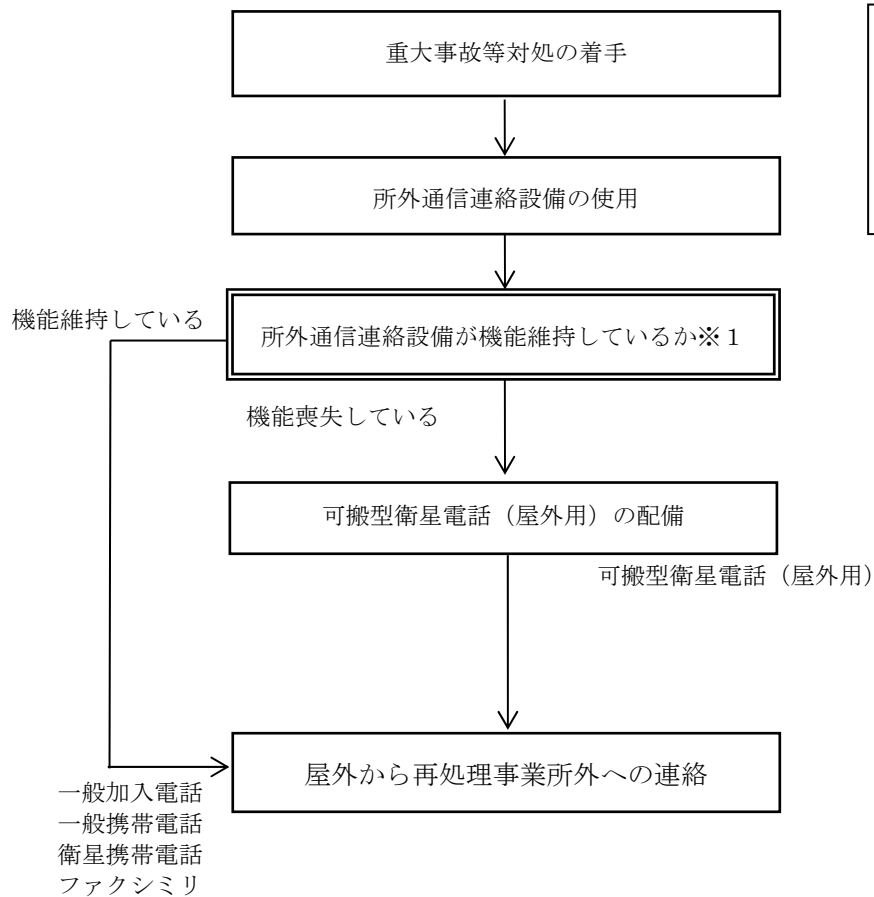 重大事故等対処の着手
所外通信連絡設備の使用
機能維持している
所外通信連絡設備が機能維持しているか※１
機能喪失している
可搬型衛星電話（屋外用）の配備
可搬型衛星電話（屋外用）
屋外から再処理事業所外への連絡
一般加入電話
一般携帯電話
衛星携帯電話
ファクシミリ